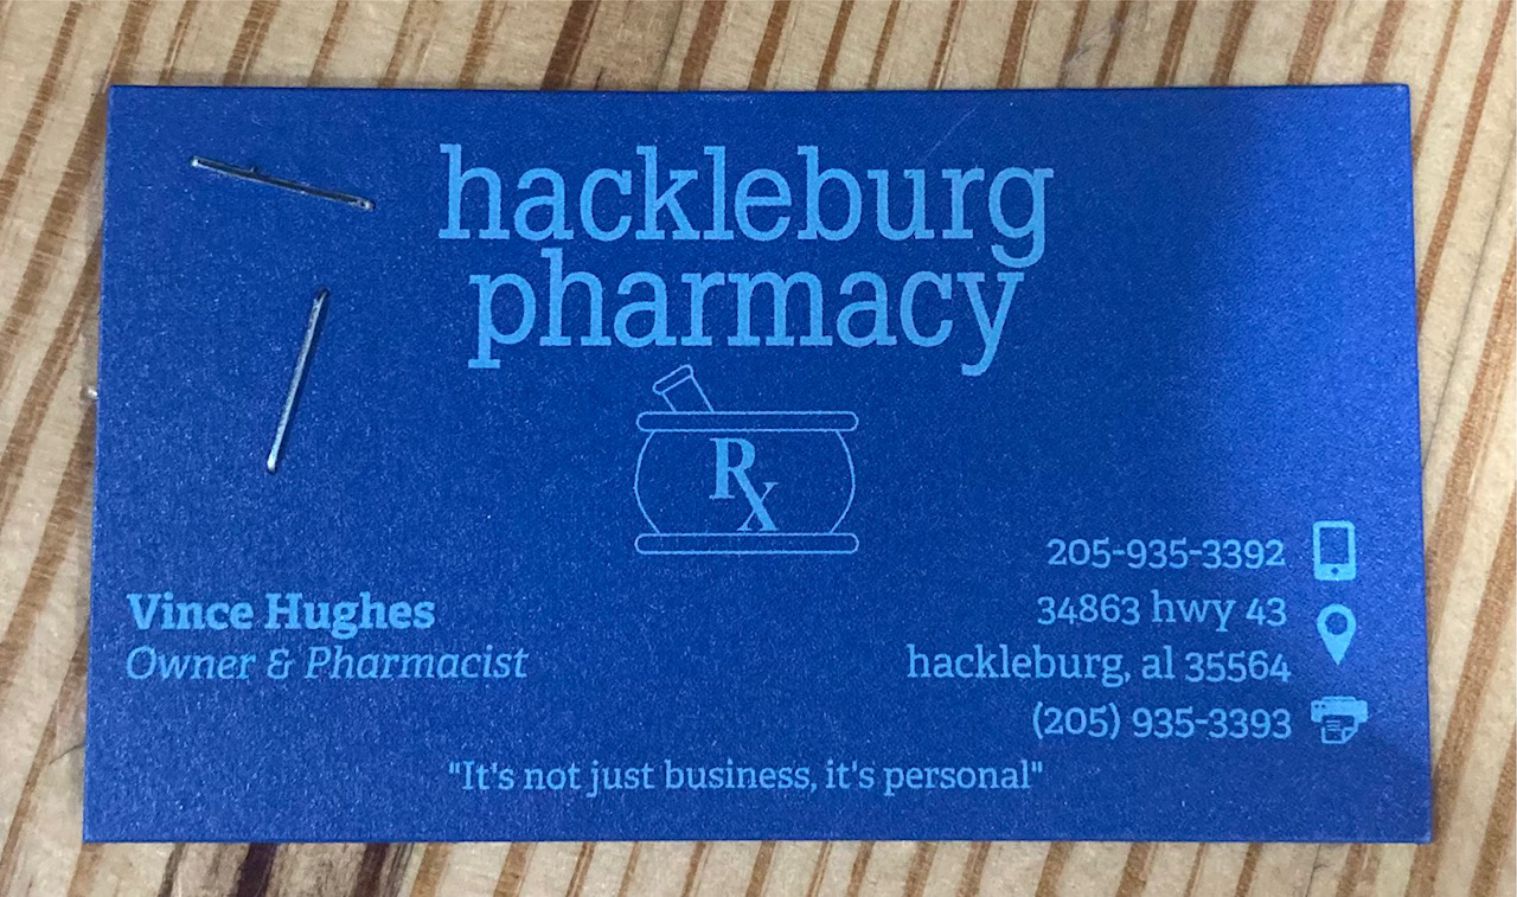 hackleburg
pharmacy
Rx
Vince Hughes
Owner & Pharmacist
205-935-3392
34863 hwy 43
hackleburg, al 35564
(205) 935-3393
"It's not just business, it's personal"